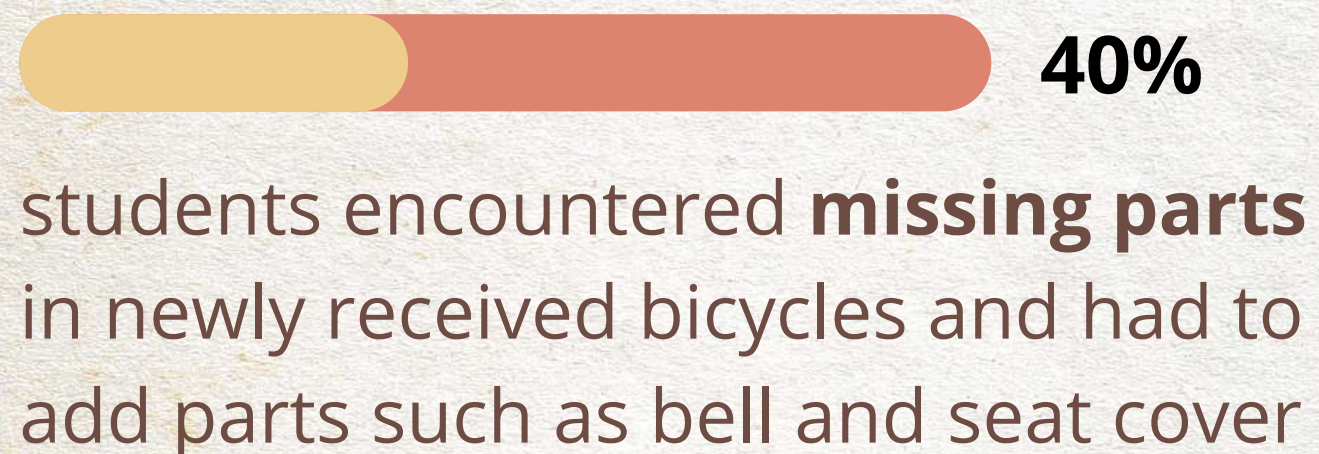 40%
students encountered missing parts
in newly received bicycles and had to
add parts such as bell and seat cover